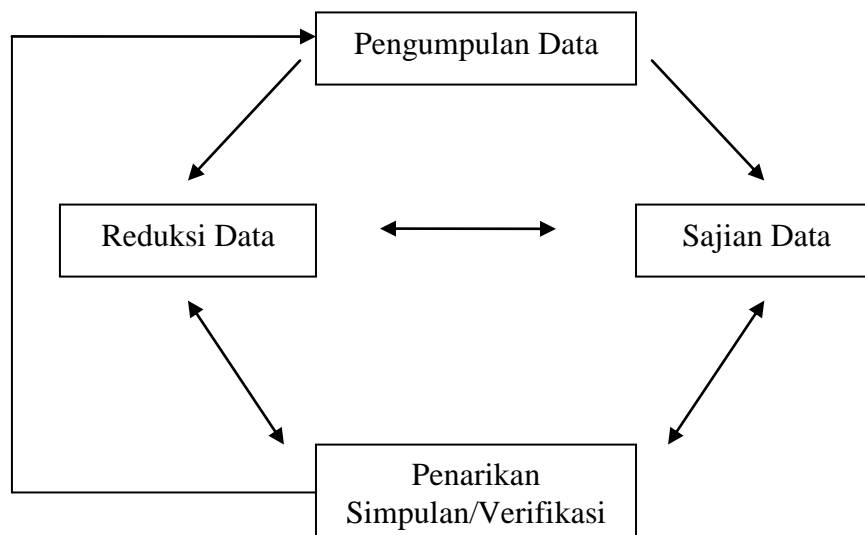 Pengumpulan Data
Reduksi Data
Sajian Data
Penarikan
Simpulan/Verifikasi